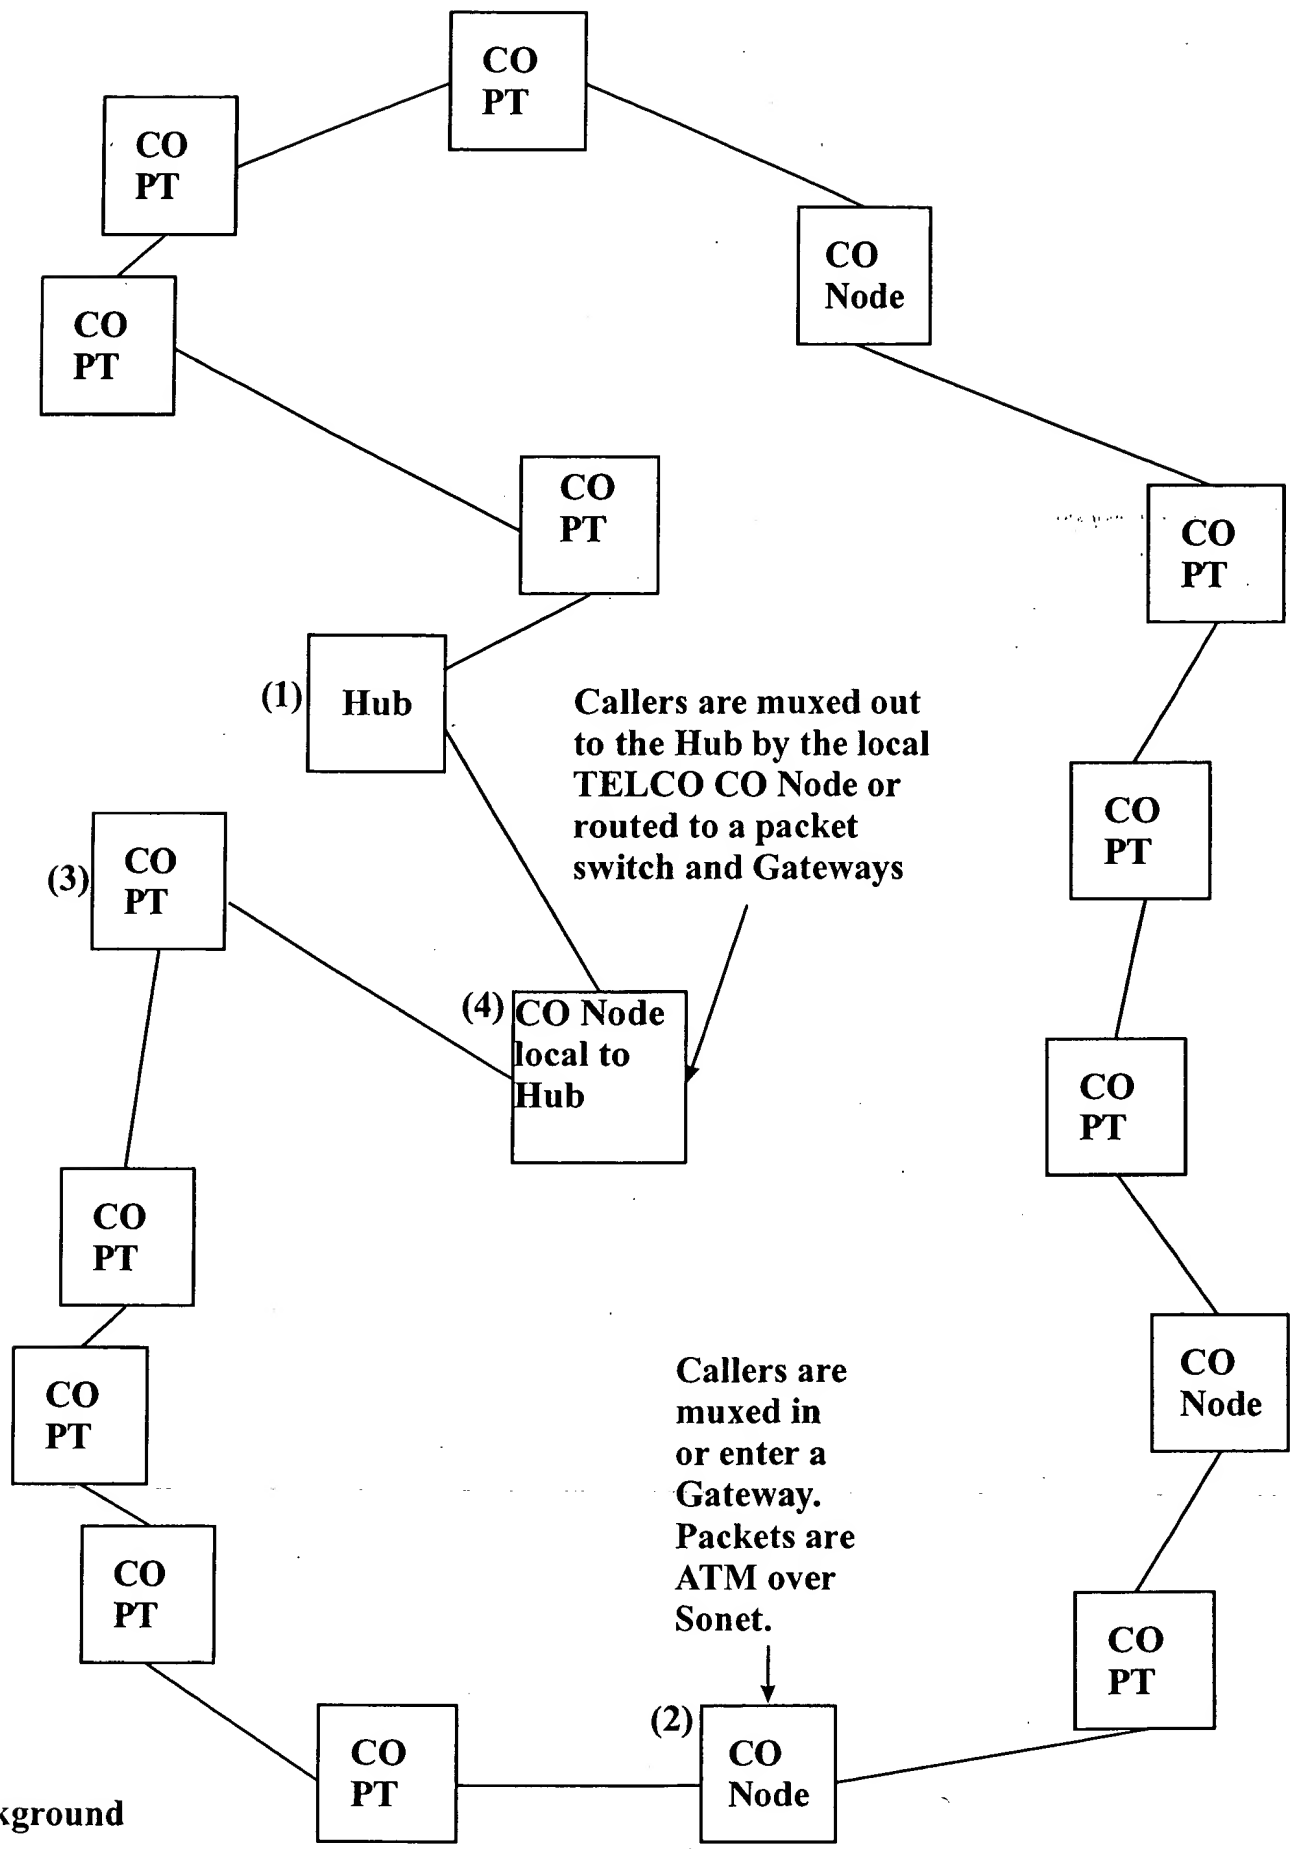 CO
PT
CO
PT
CO
Node
CO
PT
CO
PT
CO
PT
(1)
Hub
Callers are muxed out
to the Hub by the local
TELCO CO Node or
routed to a packet
switch and Gateways
CO
PT
(3)
CO
PT
(4)
CO Node
local to
Hub
CO
PT
CO
PT
CO
Node
Callers are
muxed in
or enter a
Gateway.
Packets are
ATM over
Sonet.
CO
PT
CO
PT
CO
PT
(2)
CO
Node
CO
PT
kground